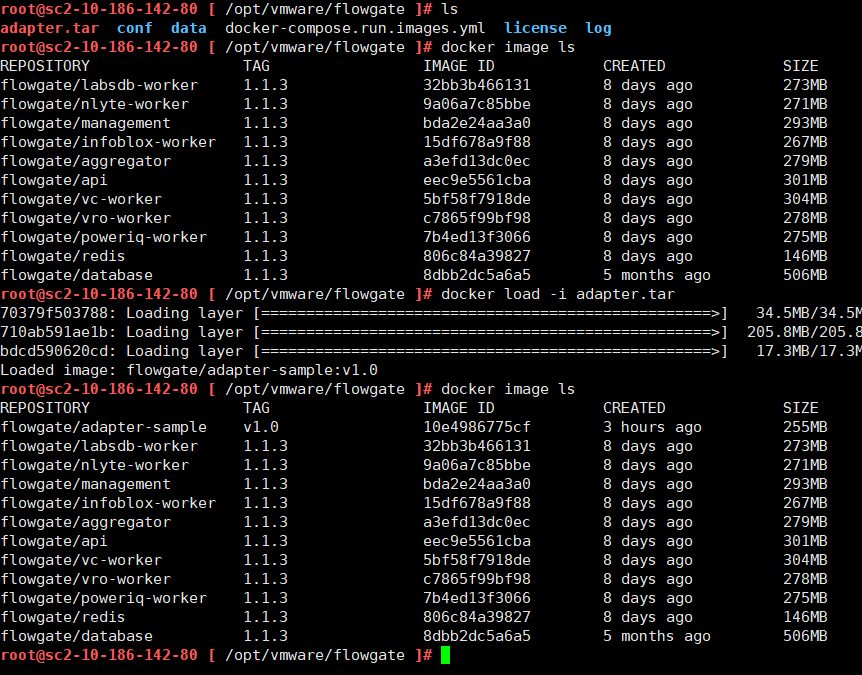 root@sc2-10-186-142-80 [ /opt/vmware/flowgate ]# ls
adapter.tar  conf  data  docker-compose.run.images.yml  license  log
root@sc2-10-186-142-80 [ /opt/vmware/flowgate ]# docker image ls
REPOSITORY                 TAG                 IMAGE ID            CREATED             SIZE
flowgate/labsdb-worker     1.1.3               32bb3b466131        8 days ago          273MB
flowgate/nlyte-worker      1.1.3               9a06a7c85bbe        8 days ago          271MB
flowgate/management        1.1.3               bda2e24aa3a0        8 days ago          293MB
flowgate/infoblox-worker   1.1.3               15df678a9f88        8 days ago          267MB
flowgate/aggregator        1.1.3               a3efd13dc0ec        8 days ago          279MB
flowgate/api               1.1.3               eec9e5561cba        8 days ago          301MB
flowgate/vc-worker         1.1.3               5bf58f7918de        8 days ago          304MB
flowgate/vro-worker        1.1.3               c7865f99bf98        8 days ago          278MB
flowgate/poweriq-worker    1.1.3               7b4ed13f3066        8 days ago          275MB
flowgate/redis             1.1.3               806c84a39827        8 days ago          146MB
flowgate/database          1.1.3               8dbb2dc5a6a5        5 months ago        506MB
root@sc2-10-186-142-80 [ /opt/vmware/flowgate ]# docker load -i adapter.tar
70379f503788: Loading layer [==================================================>]   34.5MB/34.5M
710ab591ae1b: Loading layer [==================================================>]  205.8MB/205.8
bdcd590620cd: Loading layer [==================================================>]   17.3MB/17.3M
Loaded image: flowgate/adapter-sample:v1.0
root@sc2-10-186-142-80 [ /opt/vmware/flowgate ]# docker image ls
REPOSITORY                 TAG                 IMAGE ID            CREATED             SIZE
flowgate/adapter-sample    v1.0                10e4986775cf        3 hours ago         255MB
flowgate/labsdb-worker     1.1.3               32bb3b466131        8 days ago          273MB
flowgate/nlyte-worker      1.1.3               9a06a7c85bbe        8 days ago          271MB
flowgate/management        1.1.3               bda2e24aa3a0        8 days ago          293MB
flowgate/infoblox-worker   1.1.3               15df678a9f88        8 days ago          267MB
flowgate/aggregator        1.1.3               a3efd13dc0ec        8 days ago          279MB
flowgate/api               1.1.3               eec9e5561cba        8 days ago          301MB
flowgate/vc-worker         1.1.3               5bf58f7918de        8 days ago          304MB
flowgate/vro-worker        1.1.3               c7865f99bf98        8 days ago          278MB
flowgate/poweriq-worker    1.1.3               7b4ed13f3066        8 days ago          275MB
flowgate/redis             1.1.3               806c84a39827        8 days ago          146MB
flowgate/database          1.1.3               8dbb2dc5a6a5        5 months ago        506MB
root@sc2-10-186-142-80 [ /opt/vmware/flowgate ]#